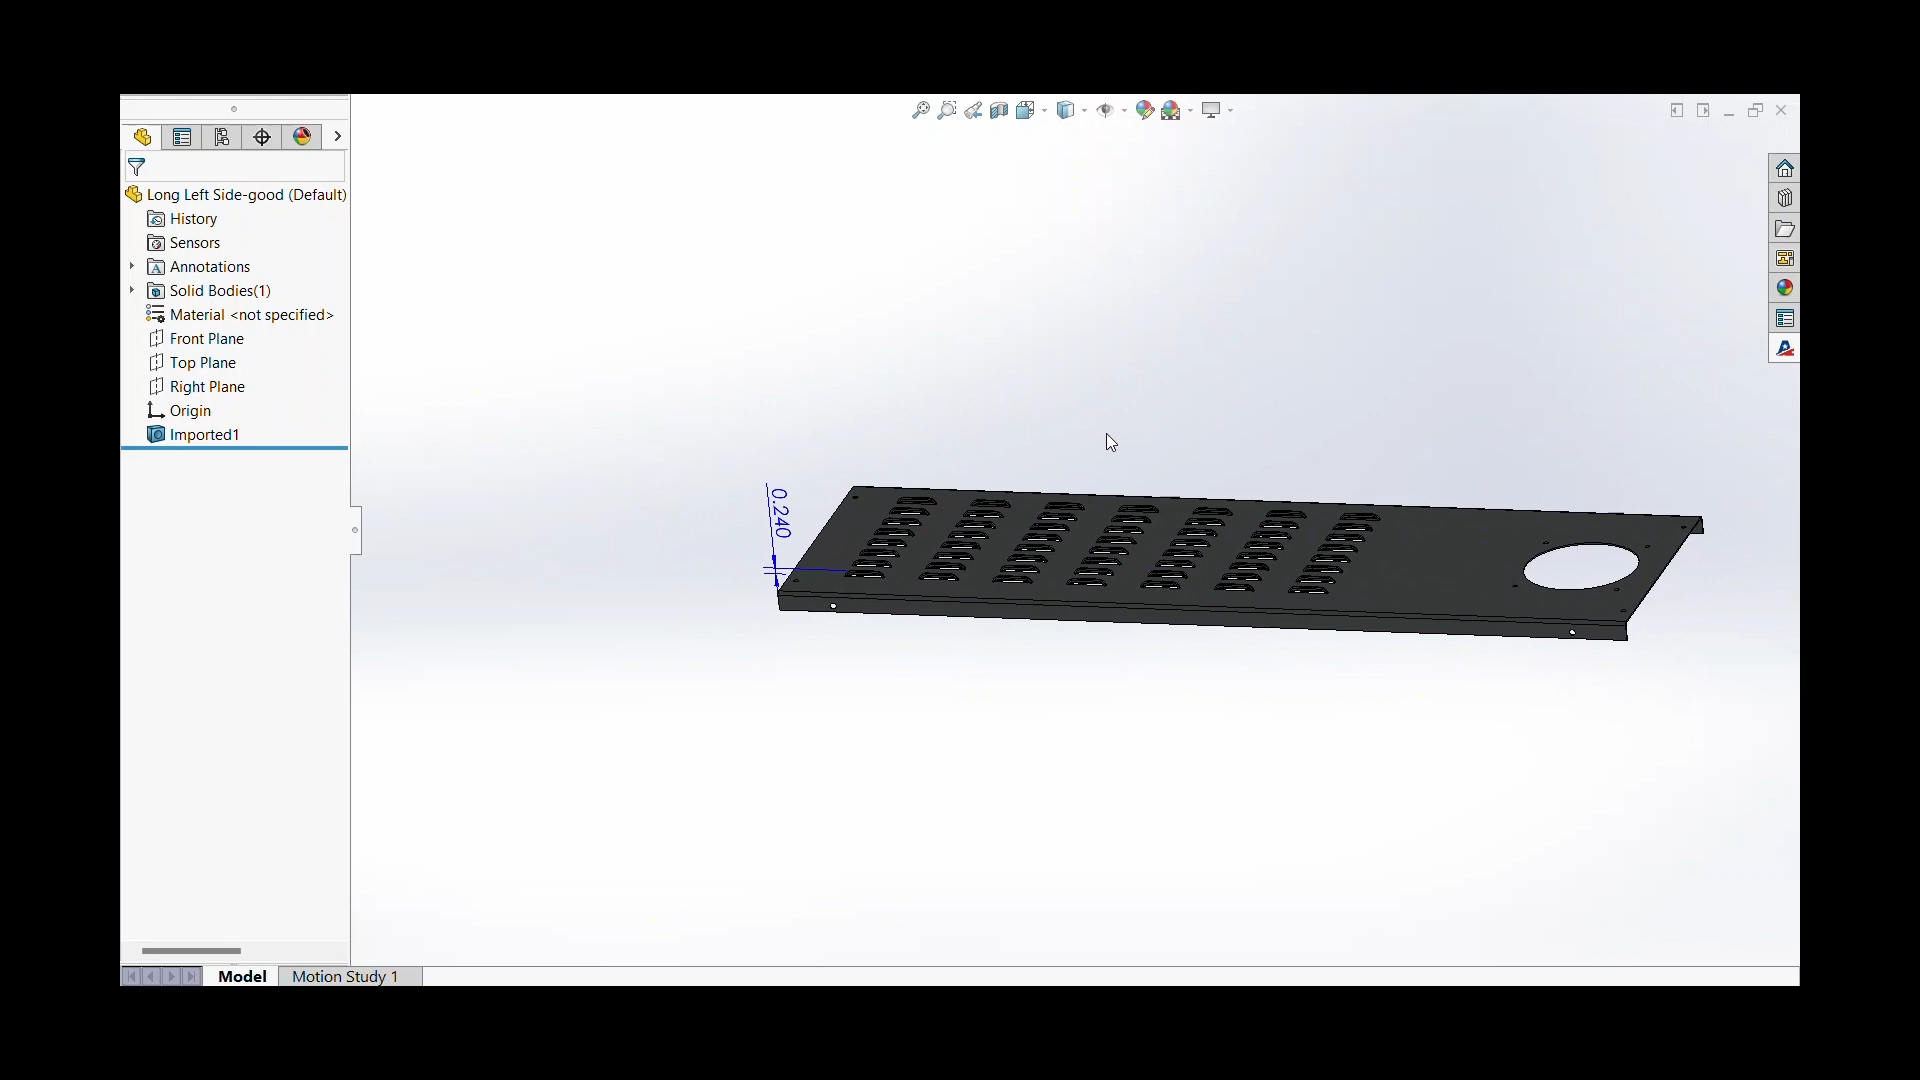 Long Left Side-good (Default)
History
Sensors
Annotations
Solid Bodies(1)
Material <not specified>
Front Plane
Top Plane
Right Plane
Origin
Imported1
0.240
Model
Motion Study 1